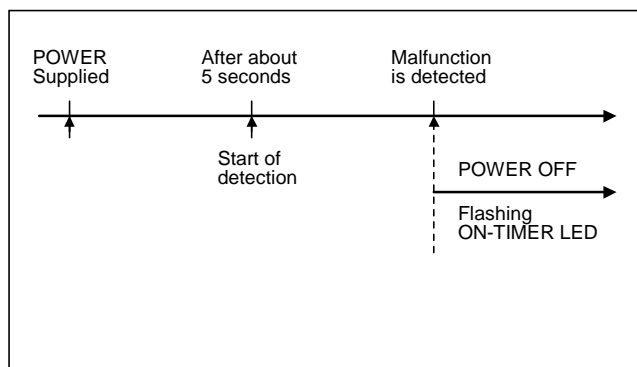 POWER
Supplied
After about
5 seconds
Malfunction
is detected
Start of
detection
POWER OFF
Flashing
ON-TIMER LED